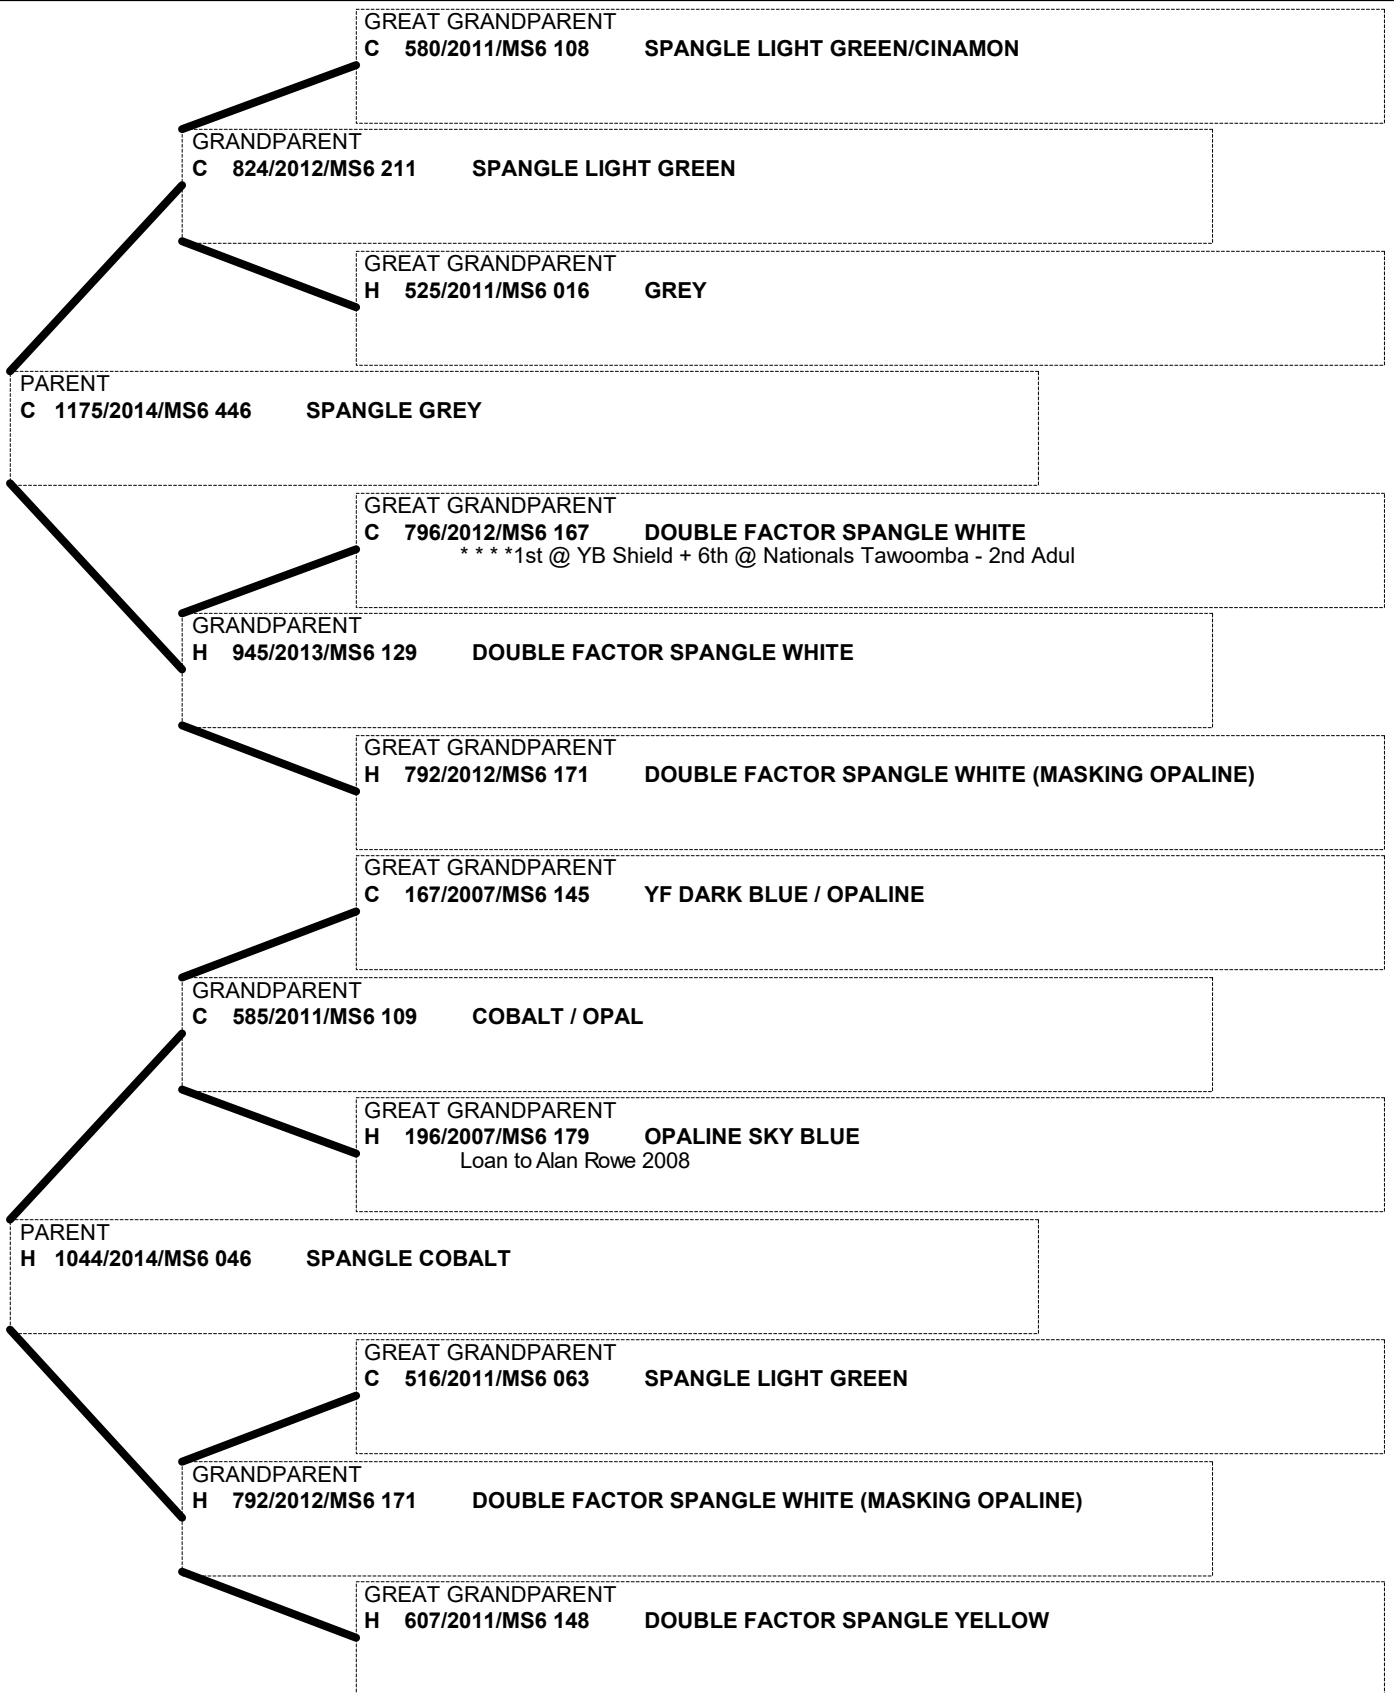 GREAT GRANDPARENT
C 580/2011/MS6 108 SPANGLE LIGHT GREEN/CINAMON
GRANDPARENT
C 824/2012/MS6 211 SPANGLE LIGHT GREEN
GREAT GRANDPARENT
H 525/2011/MS6 016 GREY
PARENT
C 1175/2014/MS6 446 SPANGLE GREY
GREAT GRANDPARENT
C 796/2012/MS6 167 DOUBLE FACTOR SPANGLE WHITE
* * * *1st @ YB Shield + 6th @ Nationals Tawoomba - 2nd Adul
GRANDPARENT
H 945/2013/MS6 129 DOUBLE FACTOR SPANGLE WHITE
GREAT GRANDPARENT
H 792/2012/MS6 171 DOUBLE FACTOR SPANGLE WHITE (MASKING OPALINE)
GREAT GRANDPARENT
C 167/2007/MS6 145 YF DARK BLUE / OPALINE
GRANDPARENT
C 585/2011/MS6 109 COBALT / OPAL
GREAT GRANDPARENT
H 196/2007/MS6 179 OPALINE SKY BLUE
Loan to Alan Rowe 2008
PARENT
H 1044/2014/MS6 046 SPANGLE COBALT
GREAT GRANDPARENT
C 516/2011/MS6 063 SPANGLE LIGHT GREEN
GRANDPARENT
H 792/2012/MS6 171 DOUBLE FACTOR SPANGLE WHITE (MASKING OPALINE)
GREAT GRANDPARENT
H 607/2011/MS6 148 DOUBLE FACTOR SPANGLE YELLOW